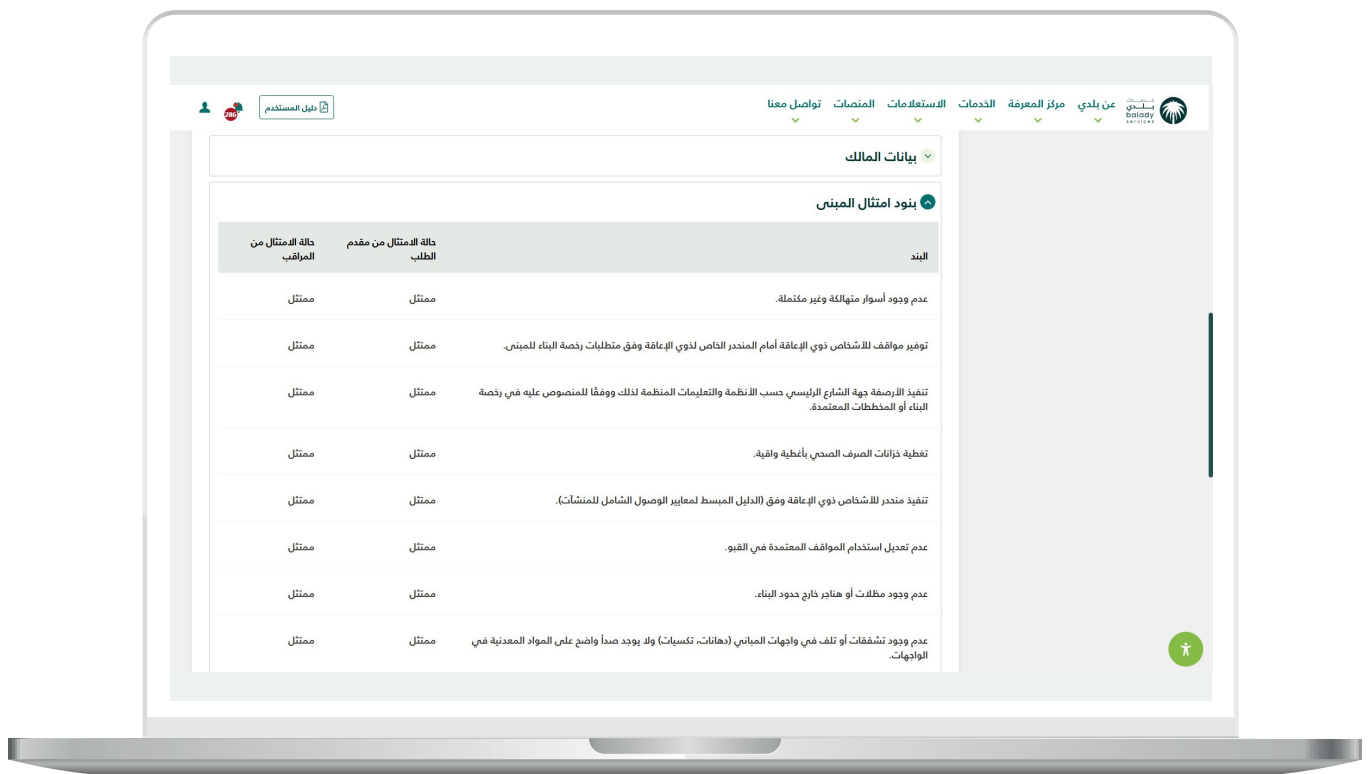 خدمات
بلدي
balady
services
عن بلدي
مركز المعرفة
الخدمات
الاستعلامات
المنصات
تواصل معنا
دليل المستخدم
286
بيانات المالك
بنود امتثال المبنى
البند
حالة الامتثال من مقدم
الطلب
حالة الامتثال من
المراقب
عدم وجود أسوار متهالكة وغير مكتملة.
ممتثل
ممتثل
توفير مواقف للأشخاص ذوي الإعاقة أمام المنحدر الخاص لذوي الإعاقة وفق متطلبات رخصة البناء للمبنى.
ممتثل
ممتثل
تنفيذ الأرصفة جهة الشارع الرئيسي حسب الأنظمة والتعليمات المنظمة لذلك ووفقًا للمنصوص عليه في رخصة
البناء أو المخططات المعتمدة.
ممتثل
ممتثل
تغطية خزانات الصرف الصحي بأغطية واقية.
ممتثل
ممتثل
تنفيذ منحدر للأشخاص ذوي الإعاقة وفق (الدليل المبسط لمعايير الوصول الشامل للمنشآت).
ممتثل
ممتثل
عدم تعديل استخدام المواقف المعتمدة في القبو.
ممتثل
ممتثل
عدم وجود مظلات أو هناجر خارج حدود البناء.
ممتثل
ممتثل
عدم وجود تشققات أو تلف في واجهات المباني (دهانات، تكسيات) ولا يوجد صدأ واضح على المواد المعدنية في
الواجهات.
ممتثل
ممتثل